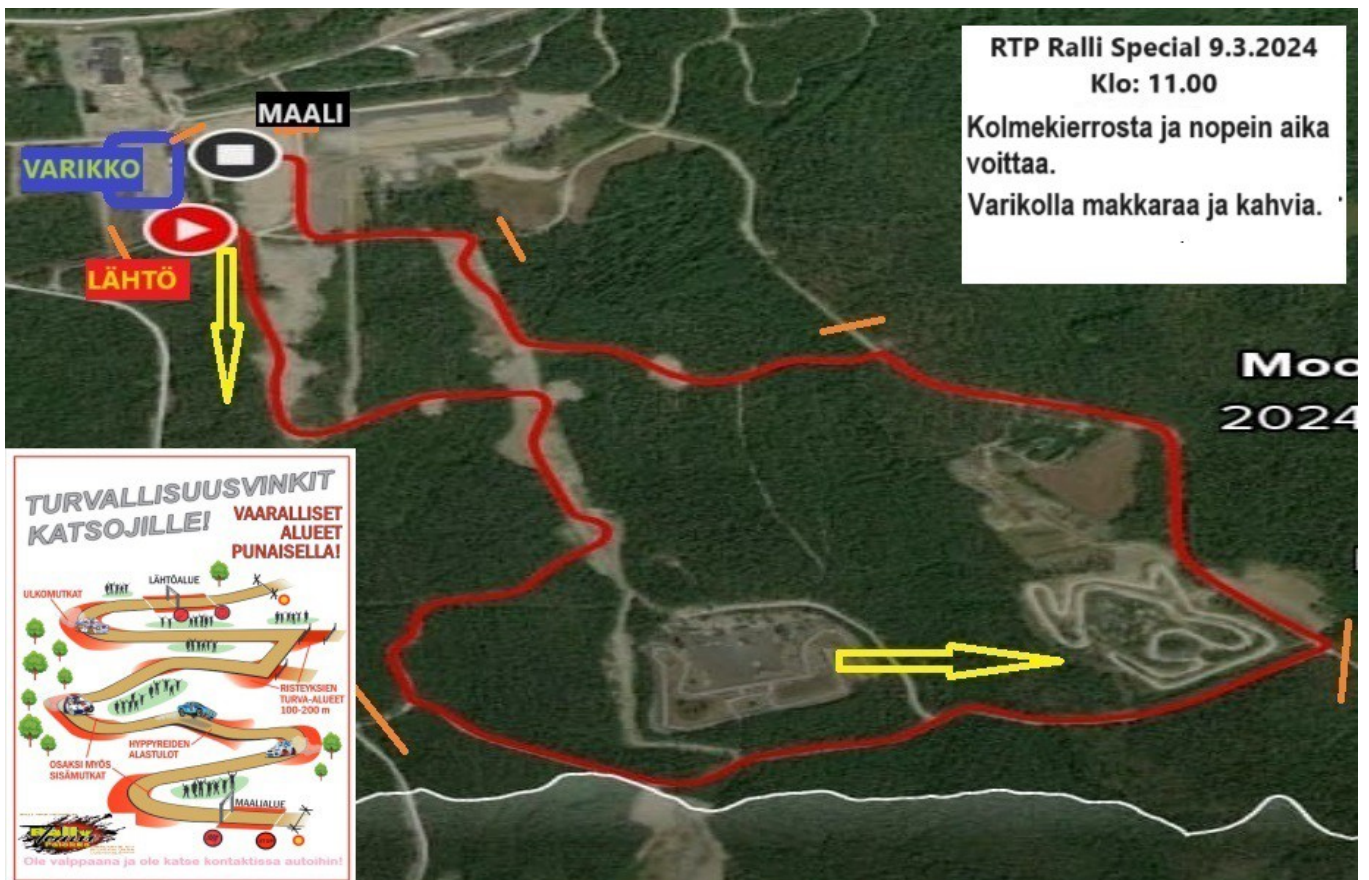 RTP Ralli Special 9.3.2024
Klo: 11.00
Kolmekierrosta ja nopein aika
voittaa.
Varikolla makkaraa ja kahvia.
MAALI
VARIKKO
LÄHTÖ
Moo
2024
TURVALLISUUSVINKIT
KATSOJILLE!
VAARALLISET
ALUEET
PUNAISELLA!
LÄHTÖALUE
ULKOMUTKAT
RISTEYKSIEN
TURVA-ALUEET
100-200 m
HYPPYREIDEN
ALASTULOT
OSAKSI MYÖS
SISÄMUTKAT
MAALIALUE
Rally
Ole valppaana ja ole katse kontaktissa autoihin!